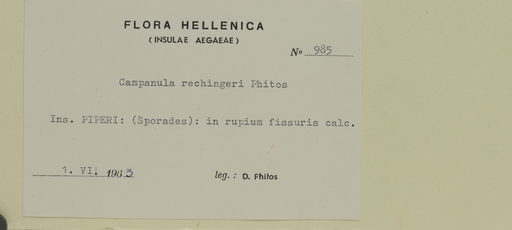 FLORA HELLENICA
(INSULAE AEGAEAE)
No 985
Campanula rechingeri Phitos
Ins. PIPERI: (Sporades): in rupium fissuris calc.
1. VII 1963 leg.: D. Phitos